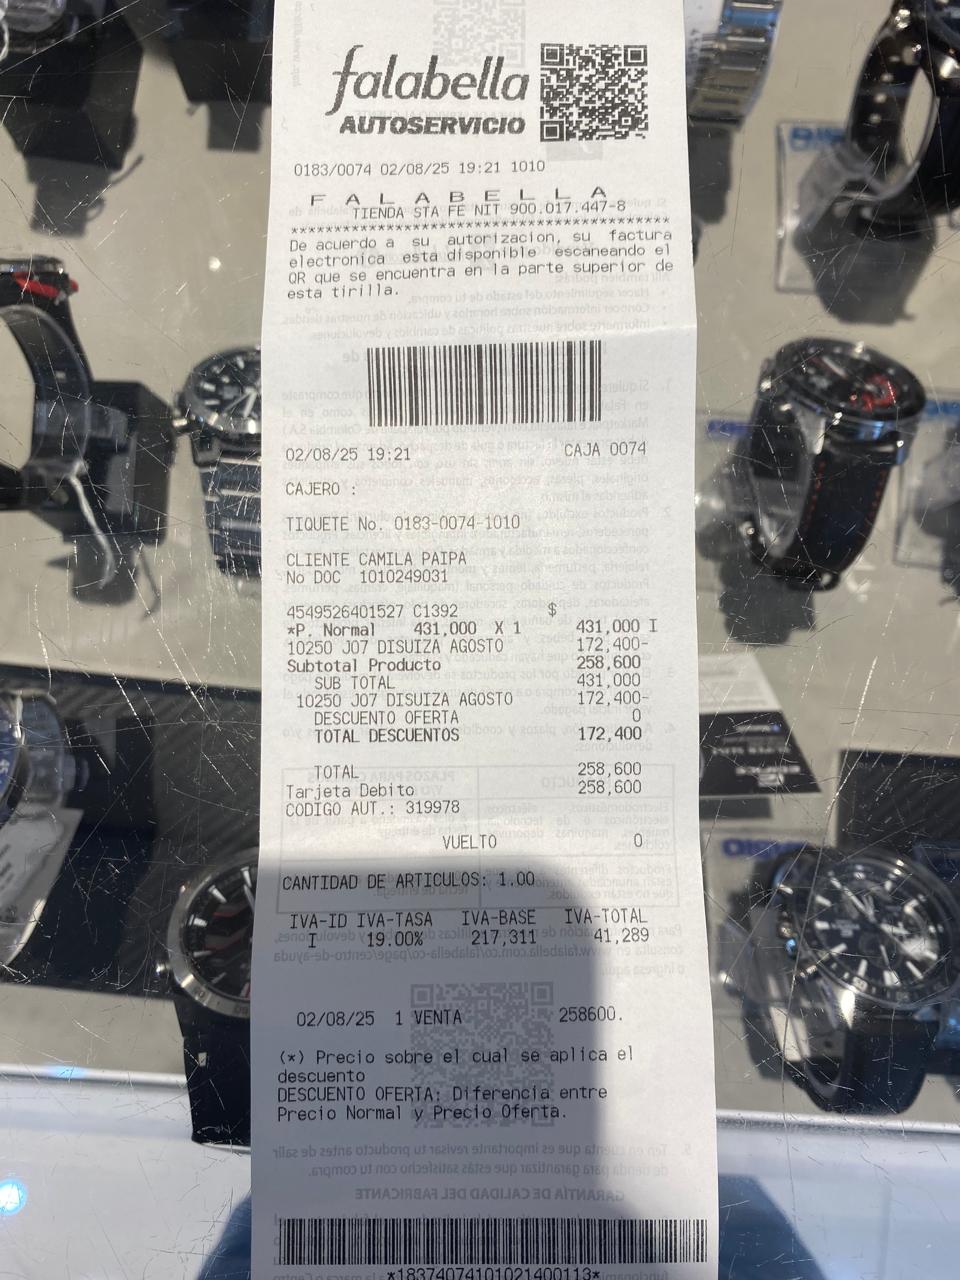 falabella
AUTOSERVICIO
0183/0074 02/08/25 19:21 1010
F A L A B E L L A
TIENDA STA FE NIT 900.017.447-8
******************************************
De acuerdo a su autorizacion, su factura
electronica esta disponible escaneando el
QR que se encuentra en la parte superior de
esta tirilla.
02/08/25 19:21 CAJA 0074
CAJERO :
TIQUETE No. 0183-0074-1010
CLIENTE CAMILA PAIPA
No DOC 1010249031
4549526401527 C1392 $
*P. Normal 431,000 X 1 431,000 I
10250 J07 DISUIZA AGOSTO 172,400-
Subtotal Producto 258,600
SUB TOTAL 431,000
10250 J07 DISUIZA AGOSTO 172,400-
DESCUENTO OFERTA 0
TOTAL DESCUENTOS 172,400
TOTAL 258,600
Tarjeta Debito 258,600
CODIGO AUT.: 319978
VUELTO 0
CANTIDAD DE ARTICULOS: 1.00
IVA-ID IVA-TASA IVA-BASE IVA-TOTAL
I 19.00% 217,311 41,289
02/08/25 1 VENTA 258600.
(*) Precio sobre el cual se aplica el
descuento
DESCUENTO OFERTA: Diferencia entre
Precio Normal y Precio Oferta.
*18374074101021400113*